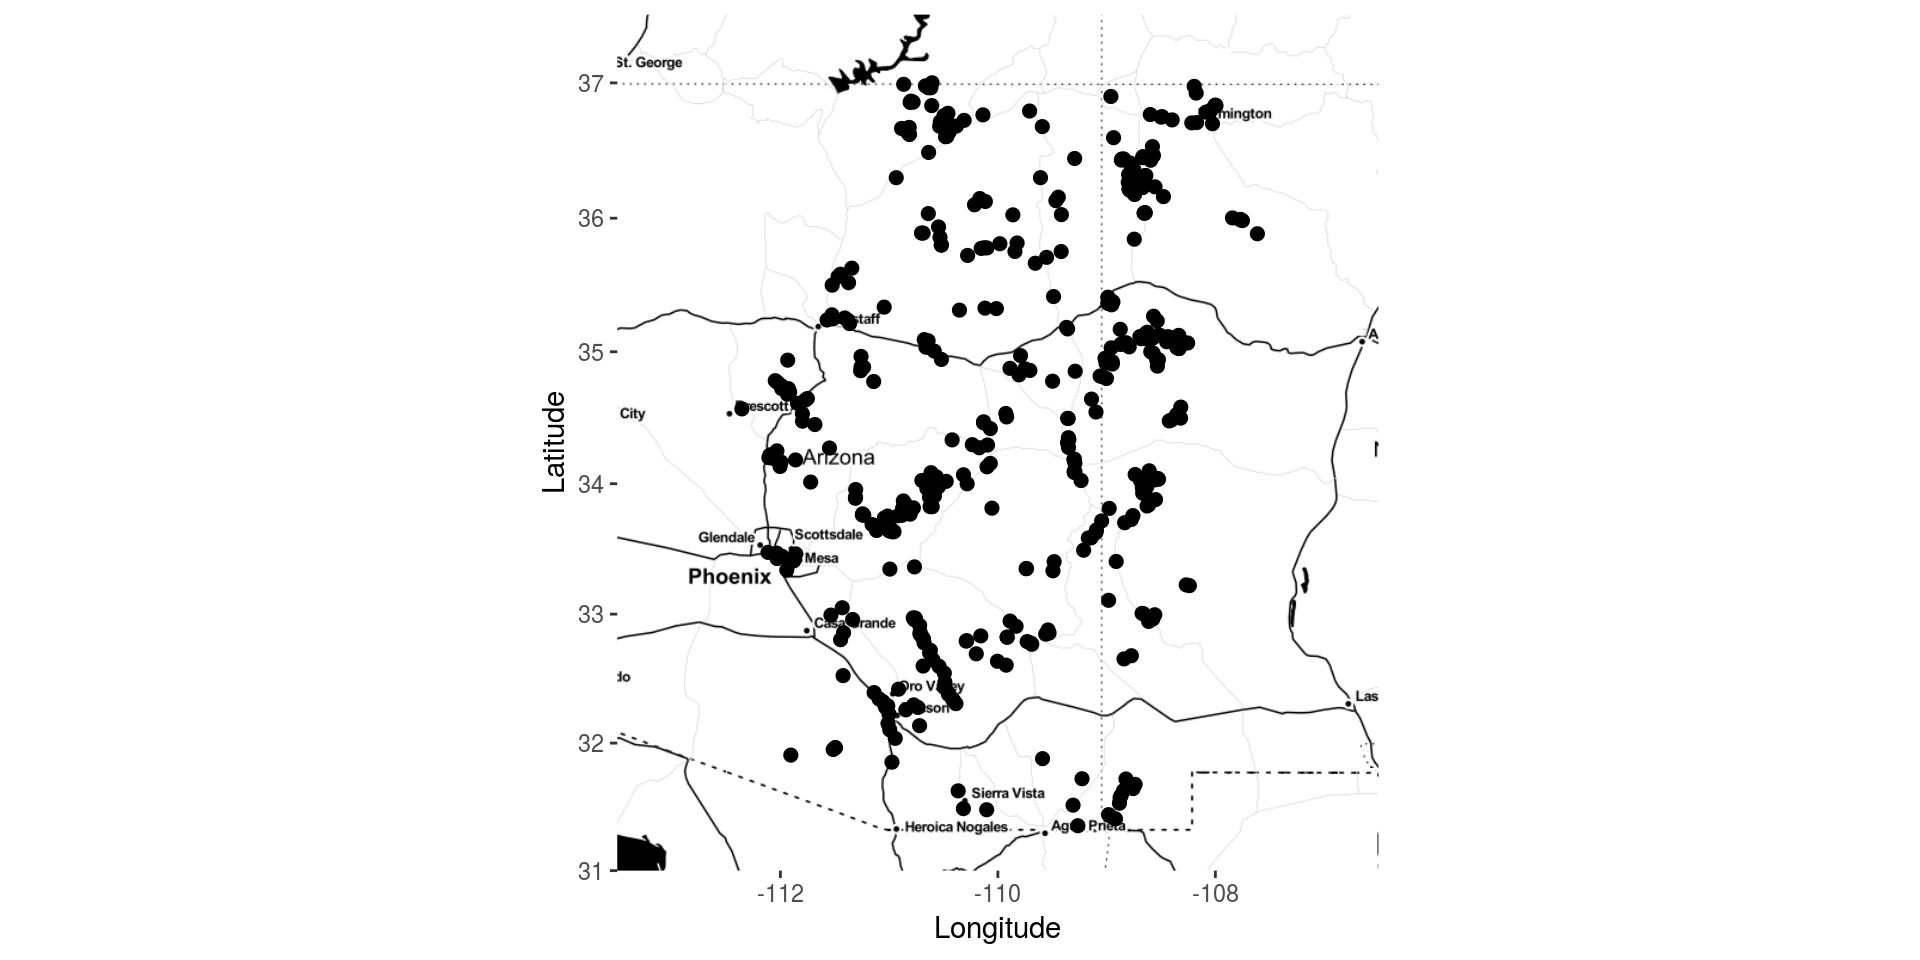 St. George
37
mington
36
staff
35
A
Prescott
City
Arizona
34
Glendale
Scottsdale
Mesa
Phoenix
33
Casa Grande
do
Oro Valley
Las
son
32
Sierra Vista
Heroica Nogales
Agua Prieta
31
-112
-110
-108
Longitude
Latitude